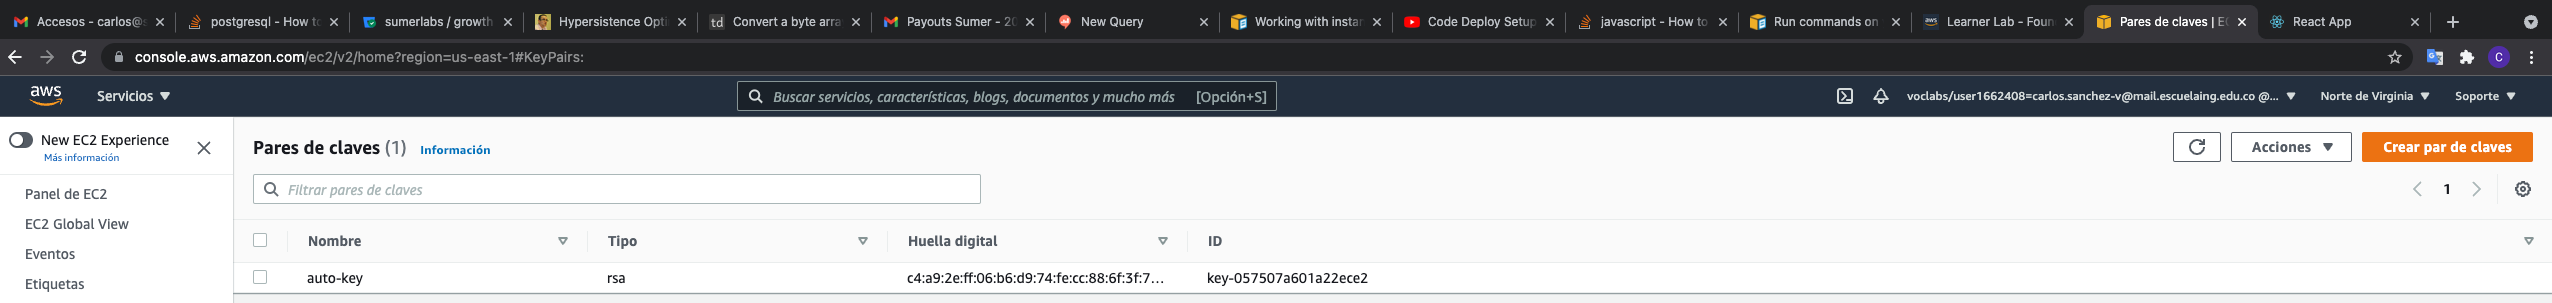 Accesos - carlos@s
postgresql - How to
sumerlabs / growth
Hypersistence Opti
td Convert a byte arra
Payouts Sumer - 20
New Query
Working with instan
Code Deploy Setup
javascript - How to
Run commands on
aws Learner Lab - Foun
Pares de claves | EC
React App
console.aws.amazon.com/ec2/v2/home?region=us-east-1#KeyPairs:
C
aws
Servicios
Buscar servicios, características, blogs, documentos y mucho más [Opción+S]
voclabs/user1662408=carlos.sanchez-v@mail.escuelaing.edu.co @...
Norte de Virginia
Soporte
New EC2 Experience
Más información
Panel de EC2
EC2 Global View
Eventos
Etiquetas
Pares de claves (1) Información
Acciones
Crear par de claves
Filtrar pares de claves
1
Nombre Tipo Huella digital ID
auto-key rsa c4:a9:2e:ff:06:b6:d9:74:fe:cc:88:6f:3f:7... key-057507a601a22ece2